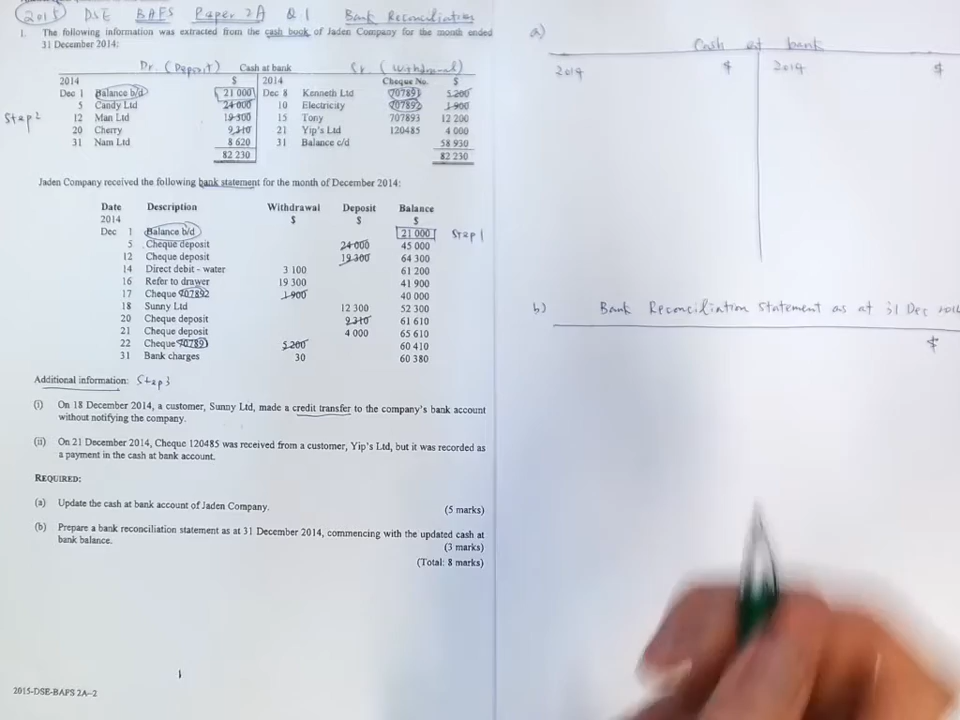 2015 DSE BAFS Paper 2A Q.1 Bank Reconciliation
1. The following information was extracted from the cash book of Jaden Company for the month ended
31 December 2014:
Dr. (Deposit) Cash at bank Cr. (Withdrawal)
2014 $ 2014 Cheque No. $
Dec 1 Balance b/d 21 000 Dec 8 Kenneth Ltd 707891 5 200
5 Candy Ltd 24 000 10 Electricity 707892 1 900
Step2 12 Man Ltd 19 300 15 Tony 707893 12 200
20 Cherry 9 310 21 Yip's Ltd 120485 4 000
31 Nam Ltd 8 620 31 Balance c/d 58 930
82 230 82 230
Jaden Company received the following bank statement for the month of December 2014:
Date Description Withdrawal Deposit Balance
2014 $ $ $
Dec 1 Balance b/d 21 000 Step1
5 Cheque deposit 24 000 45 000
12 Cheque deposit 19 300 64 300
14 Direct debit - water 3 100 61 200
16 Refer to drawer 19 300 41 900
17 Cheque 707892 1 900 40 000
18 Sunny Ltd 12 300 52 300
20 Cheque deposit 9 310 61 610
21 Cheque deposit 4 000 65 610
22 Cheque 707891 5 200 60 410
31 Bank charges 30 60 380
Additional information: Step3
(i) On 18 December 2014, a customer, Sunny Ltd, made a credit transfer to the company's bank account
without notifying the company.
(ii) On 21 December 2014, Cheque 120485 was received from a customer, Yip's Ltd, but it was recorded as
a payment in the cash at bank account.
REQUIRED:
(a) Update the cash at bank account of Jaden Company. (5 marks)
(b) Prepare a bank reconciliation statement as at 31 December 2014, commencing with the updated cash at
bank balance. (3 marks)
(Total: 8 marks)
1
2015-DSE-BAFS 2A-2
a)
Cash at bank
2014 $ 2014 $
b) Bank Reconciliation Statement as at 31 Dec 2014
$